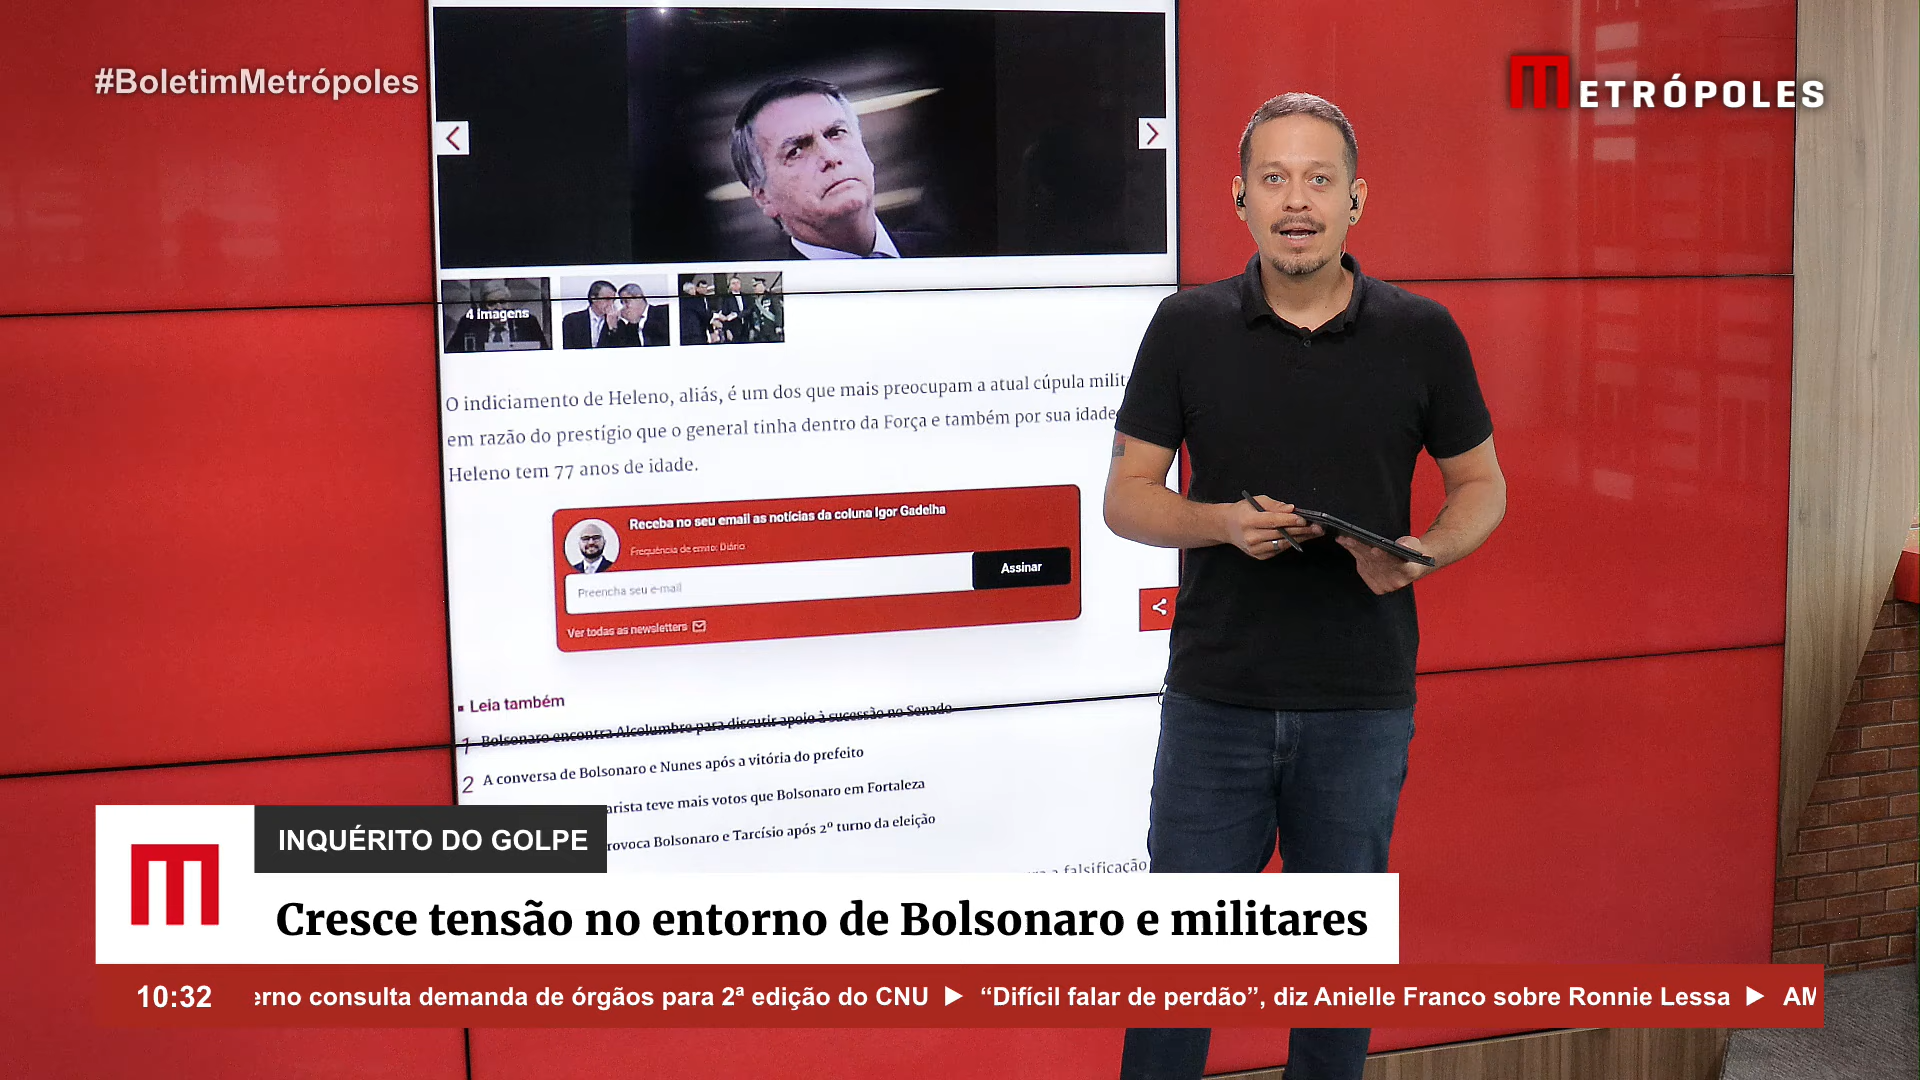 #BoletimMetrópoles
METRÓPOLES
4 imagens
O indiciamento de Heleno, aliás, é um dos que mais preocupam a atual cúpula milit
em razão do prestígio que o general tinha dentro da Força e também por sua idade
Heleno tem 77 anos de idade.
Receba no seu email as notícias da coluna Igor Gadelha
Frequência de envio: Diário
Preencha seu e-mail
Assinar
Ver todas as newsletters
Leia também
1 Bolsonaro encontra Alcolumbre para discutir apoio à sucessão no Senado
2 A conversa de Bolsonaro e Nunes após a vitória do prefeito
arista teve mais votos que Bolsonaro em Fortaleza
rovoca Bolsonaro e Tarcísio após 2º turno da eleição
a falsificação
INQUÉRITO DO GOLPE
Cresce tensão no entorno de Bolsonaro e militares
10:32
erno consulta demanda de órgãos para 2ª edição do CNU ▶ “Difícil falar de perdão”, diz Anielle Franco sobre Ronnie Lessa ▶ AM